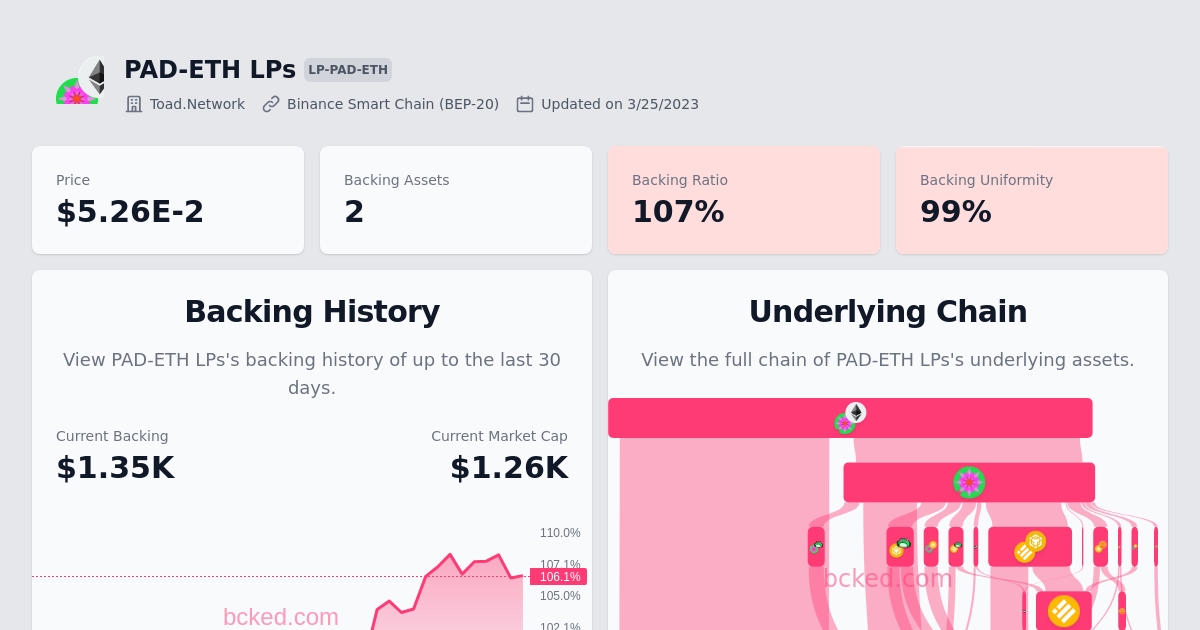 PAD-ETH LPs LP-PAD-ETH
Toad.Network Binance Smart Chain (BEP-20) Updated on 3/25/2023
Price
$5.26E-2
Backing Assets
2
Backing Ratio
107%
Backing Uniformity
99%
Backing History
View PAD-ETH LPs's backing history of up to the last 30
days.
Current Backing
$1.35K
Current Market Cap
$1.26K
110.0%
107.1%
106.1%
105.0%
102.1%
bcked.com
Underlying Chain
View the full chain of PAD-ETH LPs's underlying assets.
bcked.com